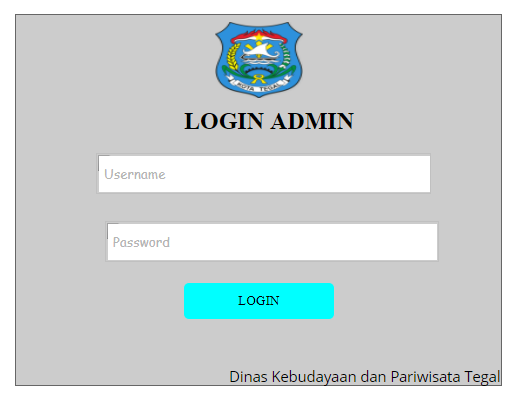 KOTA TEGAL
LOGIN ADMIN
Username
Password
LOGIN
Dinas Kebudayaan dan Pariwisata Tegal